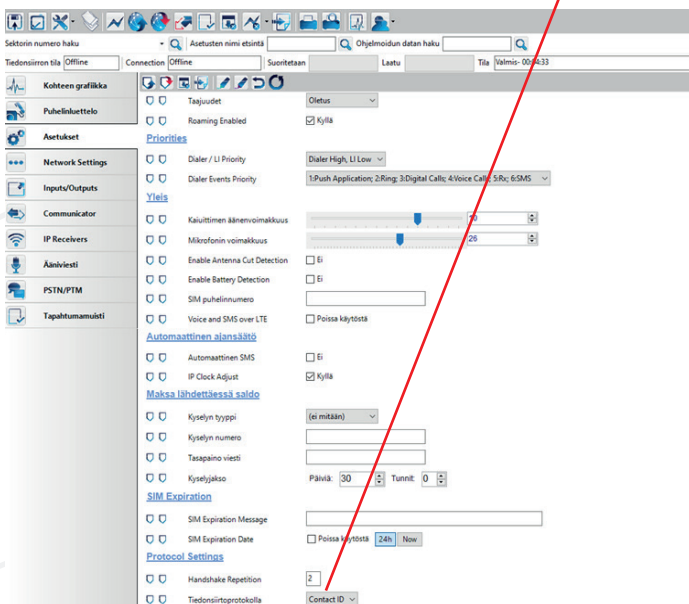 Sektorin numero haku Asetusten nimi etsintä Ohjelmoidun datan haku
Tiedonsiirron tila Offline Connection Offline Suoritetaan Laatu Tila Valmis- 00:04:33
Kohteen grafiikka
Puhelinluettelo
Asetukset
Network Settings
Inputs/Outputs
Communicator
IP Receivers
Ääniviesti
PSTN/PTM
Tapahtumamuisti
Taajuudet Oletus
Roaming Enabled Kyllä
Priorities
Dialer / LI Priority Dialer High, LI Low
Dialer Events Priority 1:Push Application; 2:Ring; 3:Digital Calls; 4:Voice Calls; 5:Rx; 6:SMS
Yleis
Kaiuittimen äänenvoimakkuus
Mikrofonin voimakkuus 26
Enable Antenna Cut Detection Ei
Enable Battery Detection Ei
SIM puhelinnumero
Voice and SMS over LTE Poissa käytöstä
Automaattinen ajansäätö
Automaattinen SMS Ei
IP Clock Adjust Kyllä
Maksa lähdettäessä saldo
Kyselyn tyyppi (ei mitään)
Kyselyn numero
Tasapaino viesti
Kyselyjakso Päiviä: 30 Tunnit: 0
SIM Expiration
SIM Expiration Message
SIM Expiration Date Poissa käytöstä 24h Now
Protocol Settings
Handshake Repetition 2
Tiedonsiirtoprotokolla Contact ID